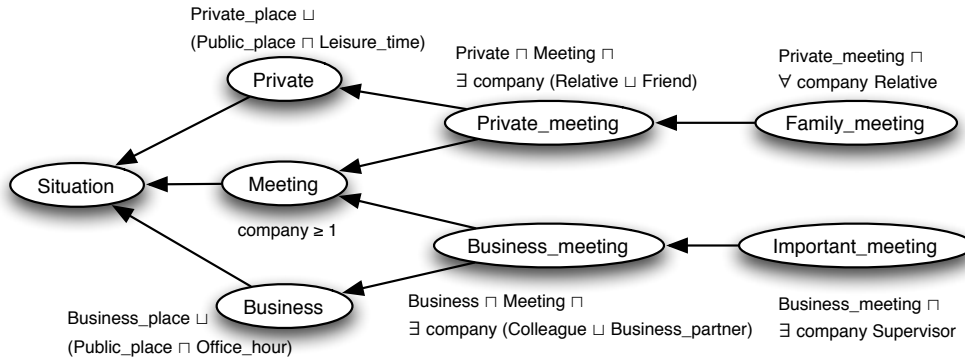 Private_place ⊔
(Public_place ⊓ Leisure_time)
Private
Private ⊓ Meeting ⊓
∃ company (Relative ⊔ Friend)
Private_meeting
Private_meeting ⊓
∀ company Relative
Family_meeting
Situation
Meeting
company ≥ 1
Business_meeting
Important_meeting
Business
Business_place ⊔
(Public_place ⊓ Office_hour)
Business ⊓ Meeting ⊓
∃ company (Colleague ⊔ Business_partner)
Business_meeting ⊓
∃ company Supervisor